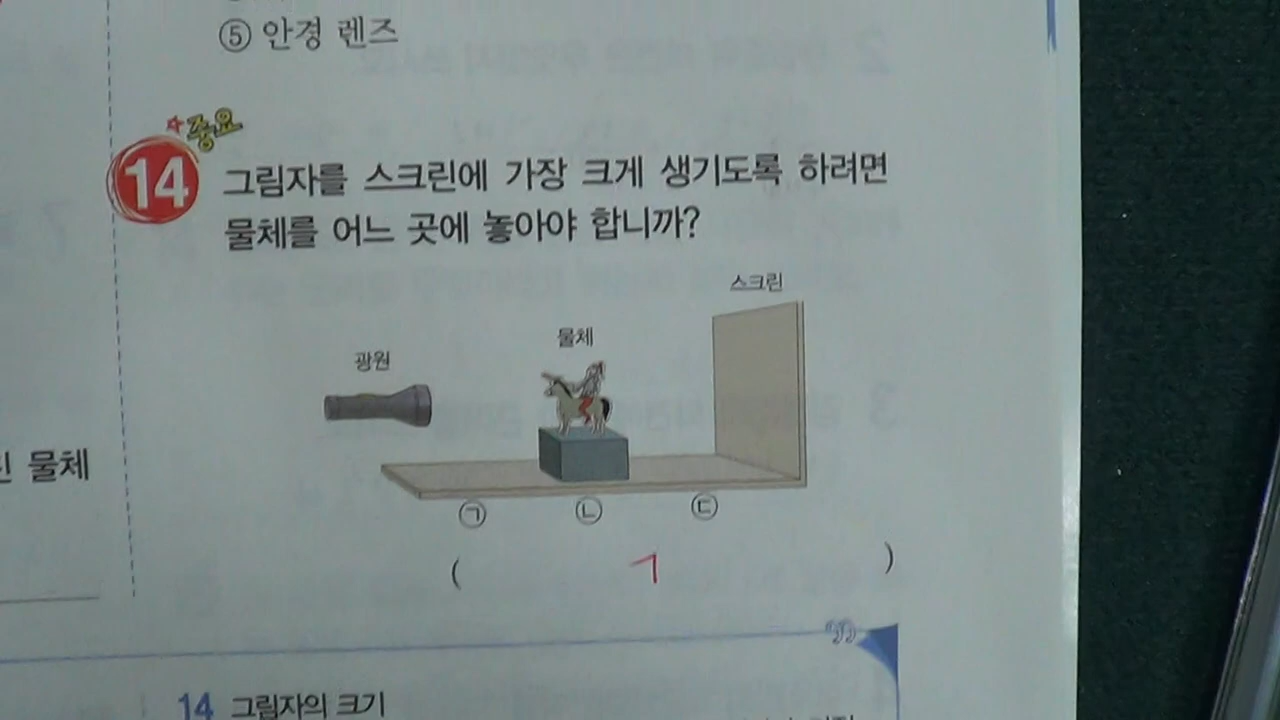 ⑤ 안경 렌즈
중요
14 그림자를 스크린에 가장 크게 생기도록 하려면
물체를 어느 곳에 놓아야 합니까?
스크린
물체
광원
물체
㉠ ㉡ ㉢
( ㄱ )
14 그림자의 크기